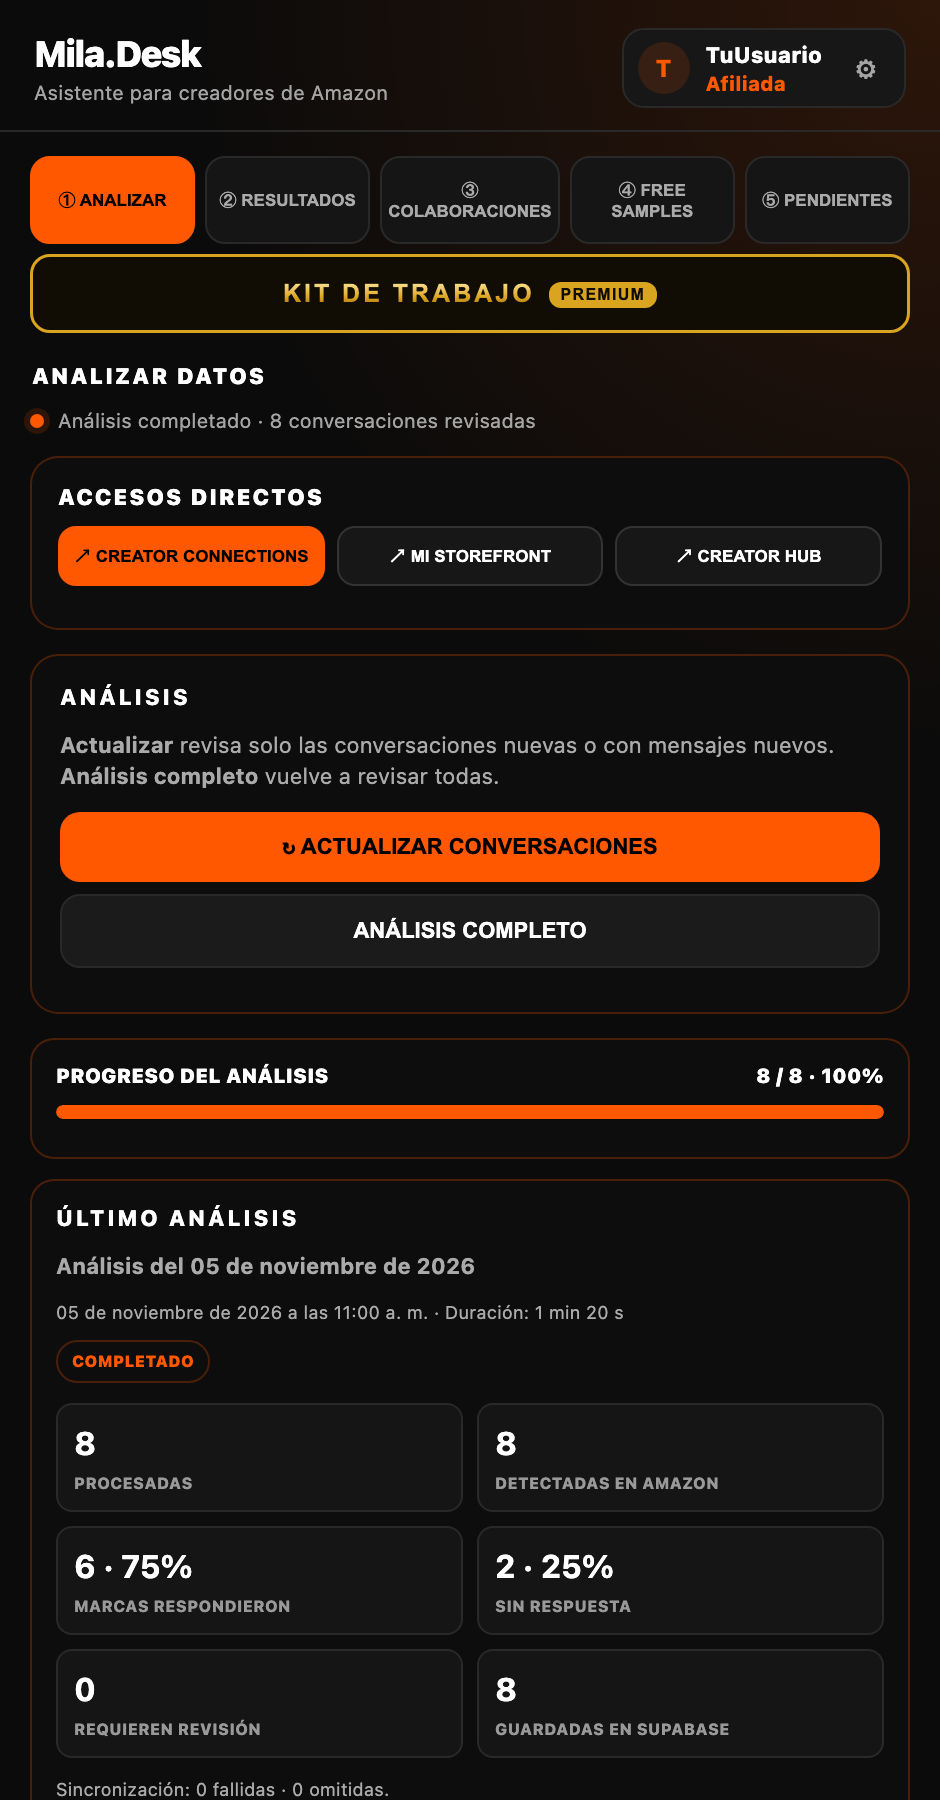 Mila.Desk
Asistente para creadores de Amazon
T
TuUsuario
Afiliada
① ANALIZAR
② RESULTADOS
③
COLABORACIONES
④ FREE
SAMPLES
⑤ PENDIENTES
KIT DE TRABAJO PREMIUM
ANALIZAR DATOS
Análisis completado · 8 conversaciones revisadas
ACCESOS DIRECTOS
↗ CREATOR CONNECTIONS
↗ MI STOREFRONT
↗ CREATOR HUB
ANÁLISIS
Actualizar revisa solo las conversaciones nuevas o con mensajes nuevos.
Análisis completo vuelve a revisar todas.
↻ ACTUALIZAR CONVERSACIONES
ANÁLISIS COMPLETO
PROGRESO DEL ANÁLISIS
8 / 8 · 100%
ÚLTIMO ANÁLISIS
Análisis del 05 de noviembre de 2026
05 de noviembre de 2026 a las 11:00 a. m. · Duración: 1 min 20 s
COMPLETADO
8
PROCESADAS
8
DETECTADAS EN AMAZON
6 · 75%
MARCAS RESPONDIERON
2 · 25%
SIN RESPUESTA
0
REQUIEREN REVISIÓN
8
GUARDADAS EN SUPABASE
Sincronización: 0 fallidas · 0 omitidas.